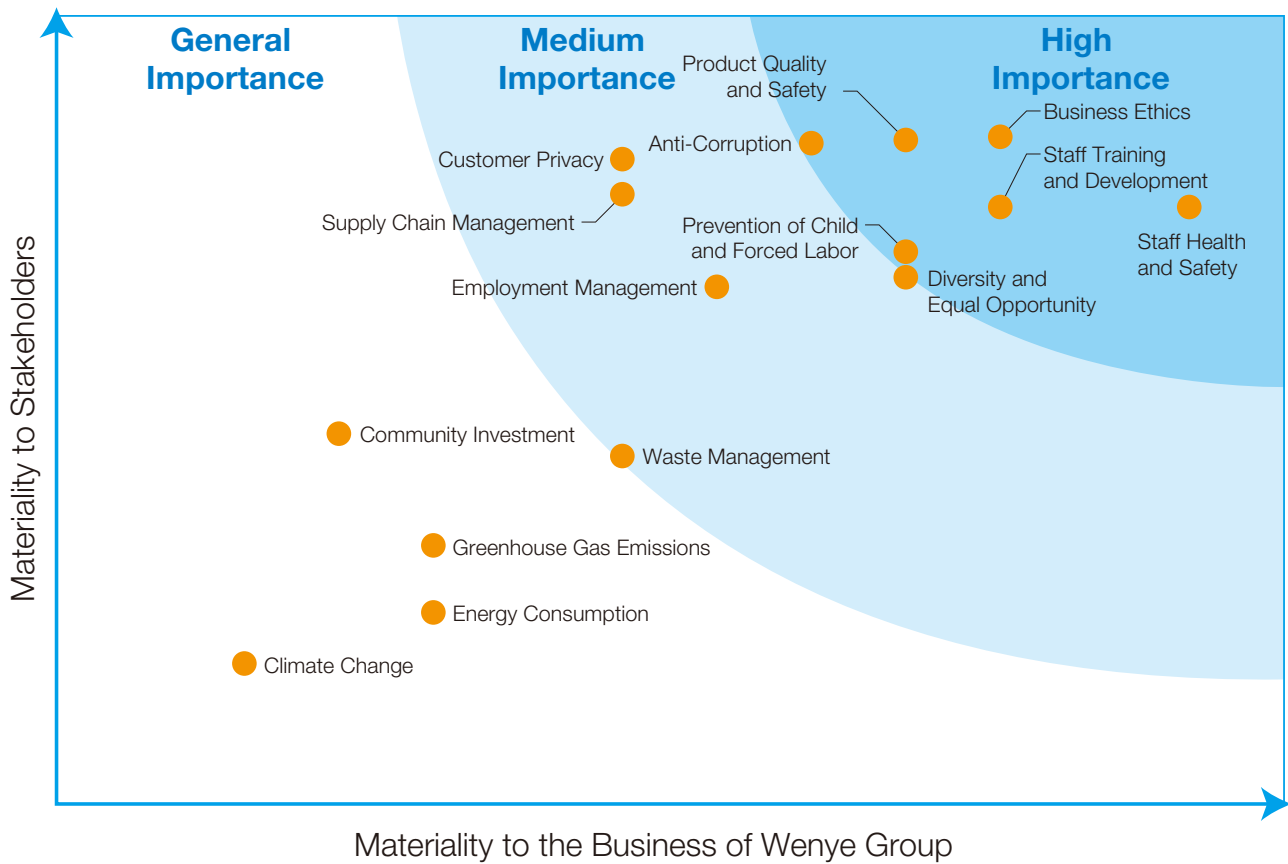 General
Importance
Medium
Importance
High
Importance
Product Quality
and Safety
Business Ethics
Anti-Corruption
Customer Privacy
Staff Training
and Development
Supply Chain Management
Prevention of Child
and Forced Labor
Staff Health
and Safety
Employment Management
Diversity and
Equal Opportunity
Community Investment
Waste Management
Greenhouse Gas Emissions
Energy Consumption
Climate Change
Materiality to Stakeholders
Materiality to the Business of Wenye Group